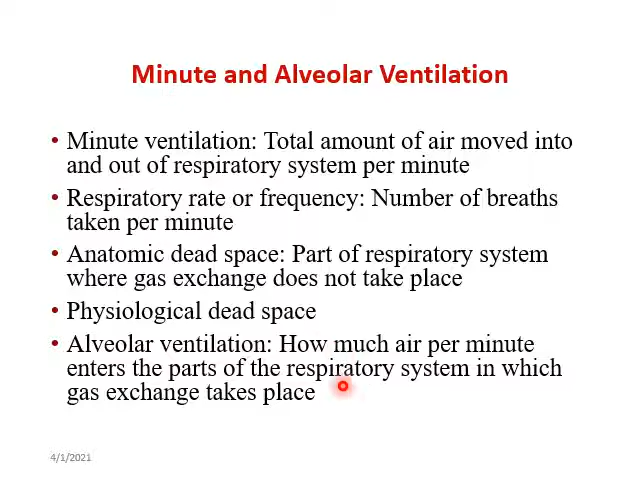 Minute and Alveolar Ventilation
• Minute ventilation: Total amount of air moved into
and out of respiratory system per minute
• Respiratory rate or frequency: Number of breaths
taken per minute
• Anatomic dead space: Part of respiratory system
where gas exchange does not take place
• Physiological dead space
• Alveolar ventilation: How much air per minute
enters the parts of the respiratory system in which
gas exchange takes place
4/1/2021